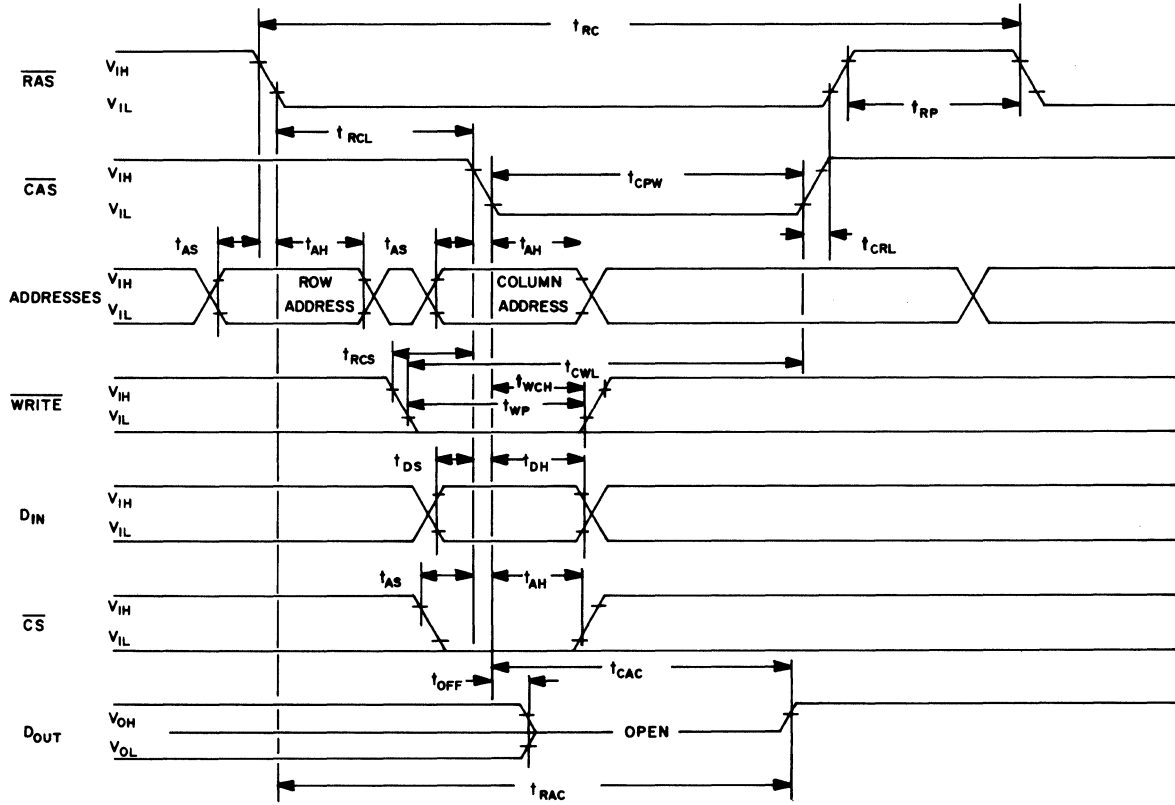 tRC
RAS
VIH
VIL
tRP
tRCL
CAS
VIH
VIL
tCPW
tCRL
tAS
tAH
tAS
tAH
ADDRESSES
VIH
VIL
ROW
ADDRESS
COLUMN
ADDRESS
tRCS
tCWL
tWCH
tWP
WRITE
VIH
VIL
tDS
tDH
DIN
VIH
VIL
tAS
tAH
CS
VIH
VIL
tCAC
tOFF
DOUT
VOH
VOL
OPEN
tRAC